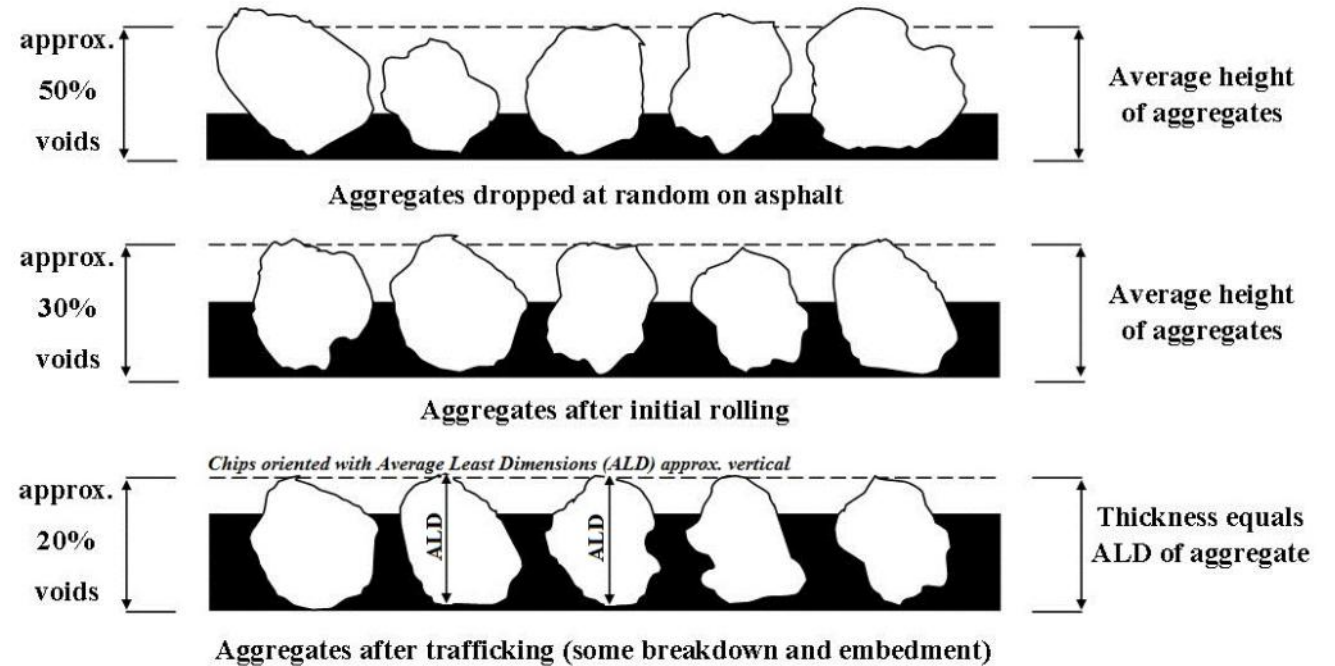 approx.
50%
voids
Average height
of aggregates
Aggregates dropped at random on asphalt
approx.
30%
voids
Average height
of aggregates
Aggregates after initial rolling
Chips oriented with Average Least Dimensions (ALD) approx. vertical
approx.
20%
voids
ALD
ALD
Thickness equals
ALD of aggregate
Aggregates after trafficking (some breakdown and embedment)